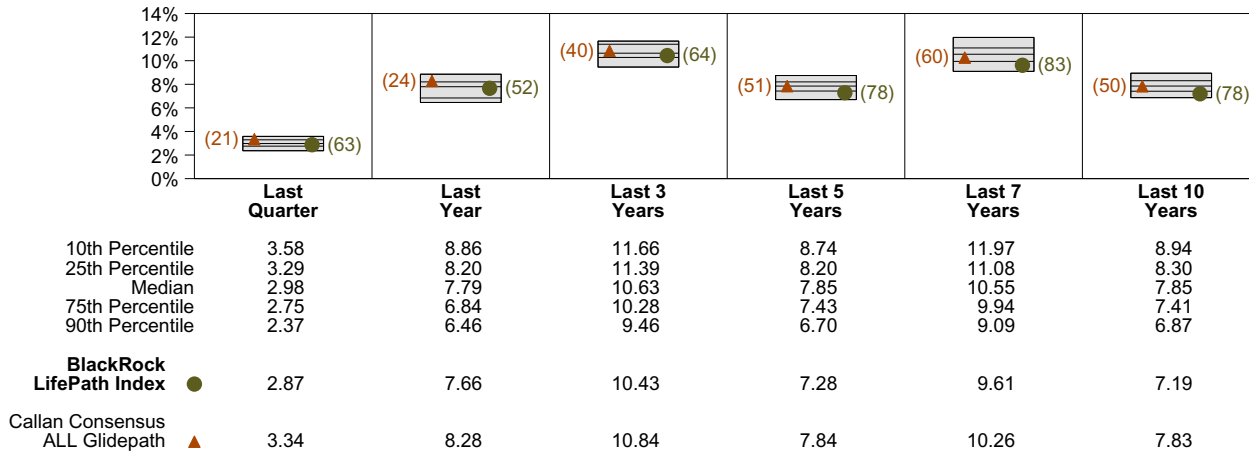 14%
12%
10%
8%
6%
4%
2%
0%
(21)
(63)
(24)
(52)
(40)
(64)
(51)
(78)
(60)
(83)
(50)
(78)
Last Last Last 3 Last 5 Last 7 Last 10
Quarter Year Years Years Years Years
10th Percentile 3.58 8.86 11.66 8.74 11.97 8.94
25th Percentile 3.29 8.20 11.39 8.20 11.08 8.30
Median 2.98 7.79 10.63 7.85 10.55 7.85
75th Percentile 2.75 6.84 10.28 7.43 9.94 7.41
90th Percentile 2.37 6.46 9.46 6.70 9.09 6.87
BlackRock
LifePath Index 2.87 7.66 10.43 7.28 9.61 7.19
Callan Consensus
ALL Glidepath 3.34 8.28 10.84 7.84 10.26 7.83